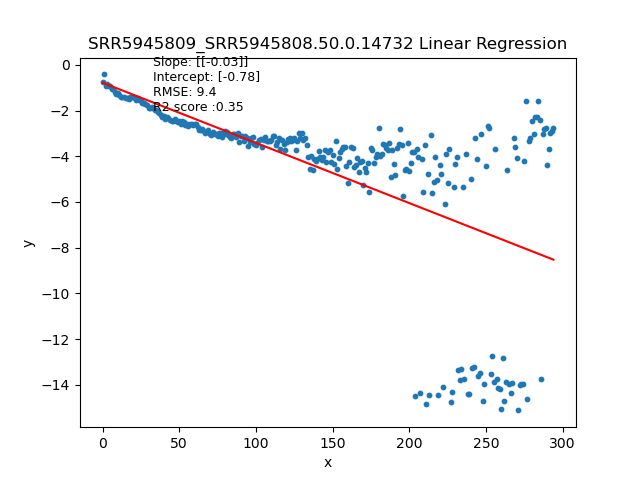 SRR5945809_SRR5945808.50.0.14732 Linear Regression
Slope: [[-0.03]]
Intercept: [-0.78]
RMSE: 9.4
R2 score :0.35
0
−2
−4
−6
−8
−10
−12
−14
y
0 50 100 150 200 250 300
x